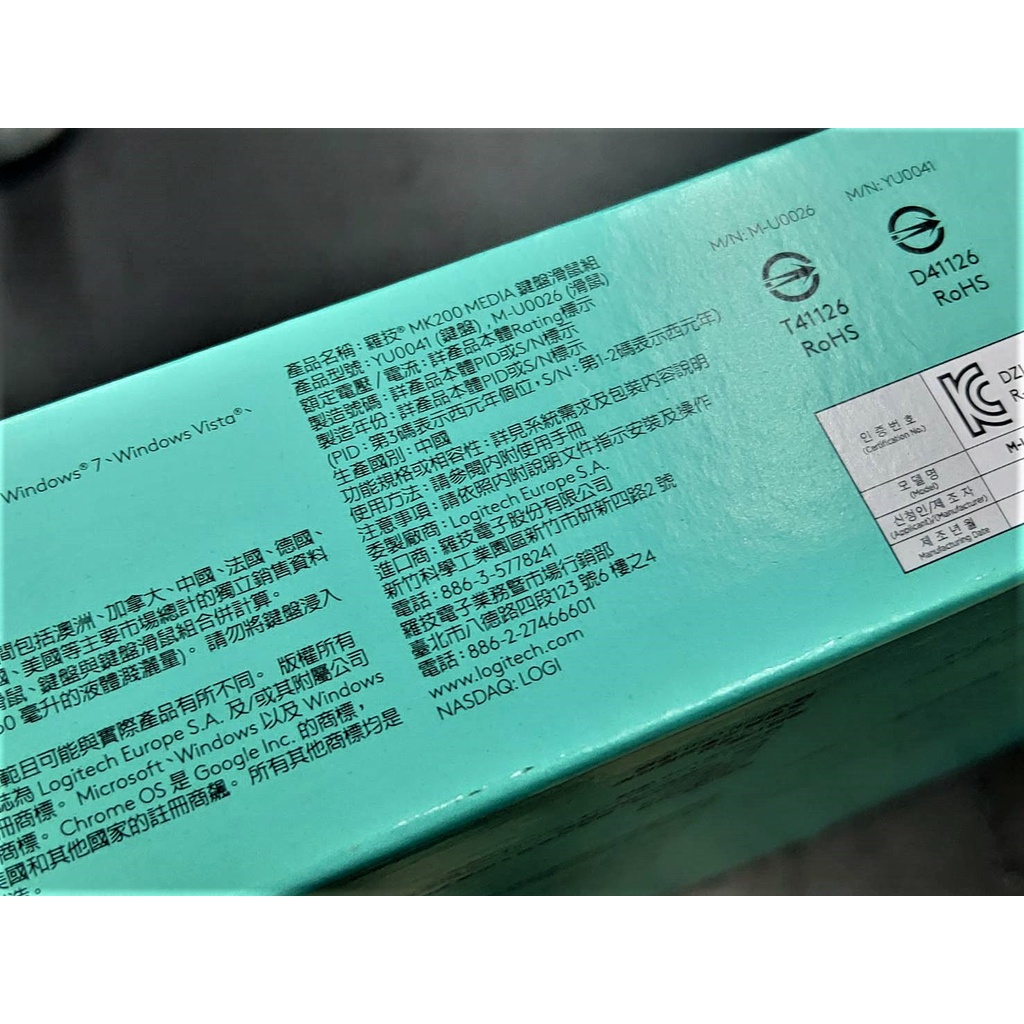 Windows® 7、Windows Vista®、
間包括澳洲、加拿大、中國、法國、德國、
國、美國等主要市場總計的獨立銷售資料
滑鼠、鍵盤與鍵盤滑鼠組合併計算。
毫升的液體潑濺量)。請勿將鍵盤浸入
範且可能與實際產品有所不同。版權所有
誌為 Logitech Europe S.A. 及/或其附屬公司
冊商標。Microsoft、Windows 以及 Windows
商標。Chrome OS 是 Google Inc. 的商標,
美國和其他國家的註冊商標。所有其他商標均是
產品名稱:羅技® MK200 MEDIA 鍵盤滑鼠組
產品型號:YU0041 (鍵盤) , M-U0026 (滑鼠)
額定電壓 / 電流:詳產品本體Rating標示
製造號碼:詳產品本體PID或S/N標示
製造年份:詳產品本體PID或S/N標示
(PID:第3碼表示西元年個位,S/N:第1-2碼表示西元年)
生產國別:中國
功能規格或相容性:詳見系統需求及包裝內容說明
使用方法:請參閱內附使用手冊
注意事項:請依照內附說明文件指示安裝及操作
委製廠商:Logitech Europe S.A.
進口商:羅技電子股份有限公司
新竹科學工業園區新竹市研新四路2 號
電話:886-3-5778241
羅技電子業務暨市場行銷部
臺北市八德路四段123 號6 樓之4
電話:886-2-27466601
www.logitech.com
NASDAQ: LOGI
M/N: M-U0026
T41126
RoHS
M/N: YU0041
D41126
RoHS
인 증 번 호
(Certification No.)
모 델 명
(Model)
신청인/제 조 자
(Applicant)/(Manufacturer)
제 조 년 월
Manufacturing Date